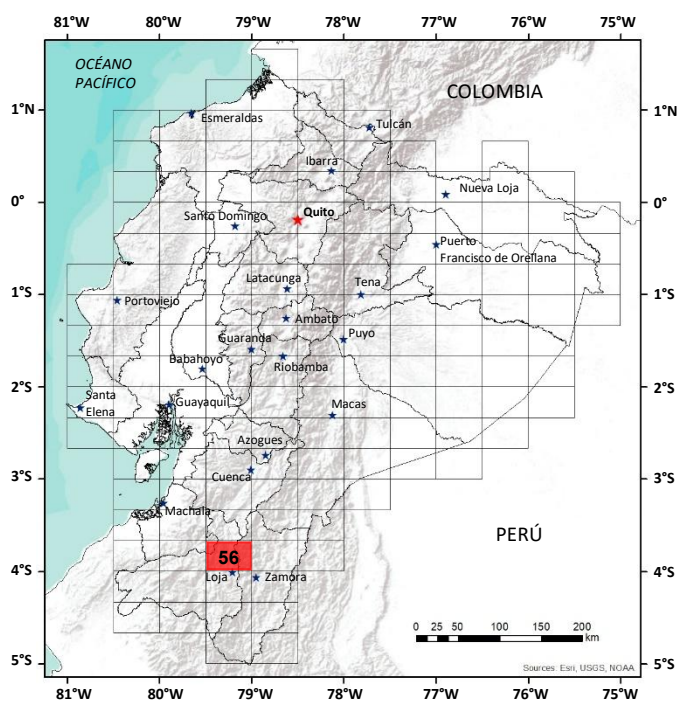 81°W 80°W 79°W 78°W 77°W 76°W 75°W
OCÉANO
PACÍFICO
COLOMBIA
1°N 1°N
Esmeraldas
Tulcán
Ibarra
Nueva Loja
0° 0°
Santo Domingo
Quito
Puerto
Francisco de Orellana
Latacunga
Tena
1°S 1°S
Portoviejo
Ambato
Guaranda
Puyo
Babahoyo
Riobamba
2°S 2°S
Santa
Elena
Guayaquil
Macas
Azogues
3°S 3°S
Cuenca
Machala
PERÚ
56
4°S 4°S
Loja
Zamora
0 25 50 100 150 200
km
5°S 5°S
Sources: Esri, USGS, NOAA
81°W 80°W 79°W 78°W 77°W 76°W 75°W